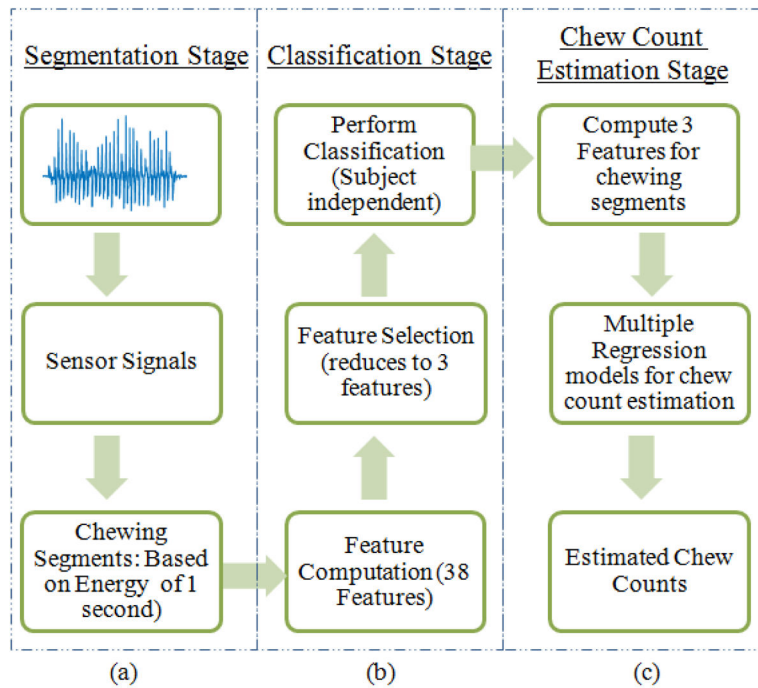 Segmentation Stage
Sensor Signals
Chewing
Segments: Based
on Energy of 1
second)
(a)
Classification Stage
Perform
Classification
(Subject
independent)
Feature Selection
(reduces to 3
features)
Feature
Computation (38
Features)
(b)
Chew Count
Estimation Stage
Compute 3
Features for
chewing
segments
Multiple
Regression
models for chew
count estimation
Estimated Chew
Counts
(c)